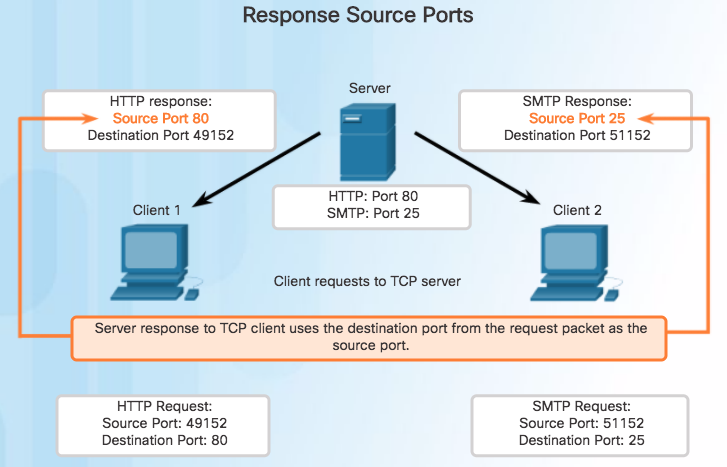 Response Source Ports
Server
HTTP response:
Source Port 80
Destination Port 49152
SMTP Response:
Source Port 25
Destination Port 51152
HTTP: Port 80
SMTP: Port 25
Client 1
Client 2
Client requests to TCP server
Server response to TCP client uses the destination port from the request packet as the
source port.
HTTP Request:
Source Port: 49152
Destination Port: 80
SMTP Request:
Source Port: 51152
Destination Port: 25